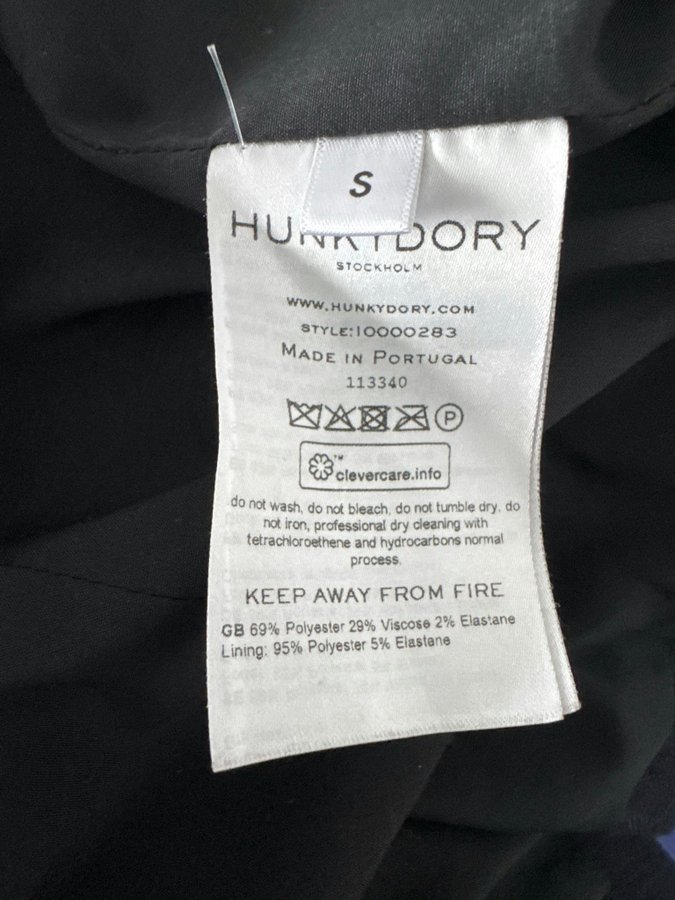 S
HUNKYDORY
STOCKHOLM
WWW.HUNKYDORY.COM
STYLE:10000283
MADE IN PORTUGAL
113340
P
clevercare.info
do not wash, do not bleach, do not tumble dry, do
not iron, professional dry cleaning with
tetrachloroethene and hydrocarbons normal
process.
KEEP AWAY FROM FIRE
GB 69% Polyester 29% Viscose 2% Elastane
Lining: 95% Polyester 5% Elastane